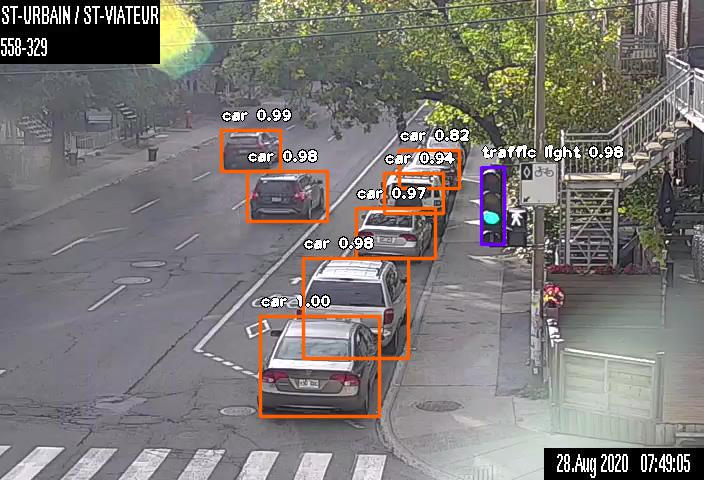 ST-URBAIN / ST-VIATEUR
558-329
car 0.99
car 0.82
car 0.98
car 0.94
traffic light 0.98
car 0.97
car 0.98
car 1.00
28.Aug 2020 07:49:05